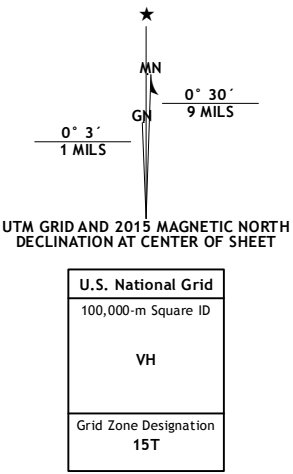 ★
MN
0° 30´
9 MILS
GN
0° 3´
1 MILS
UTM GRID AND 2015 MAGNETIC NORTH
DECLINATION AT CENTER OF SHEET
U.S. National Grid
100,000-m Square ID
VH
Grid Zone Designation
15T